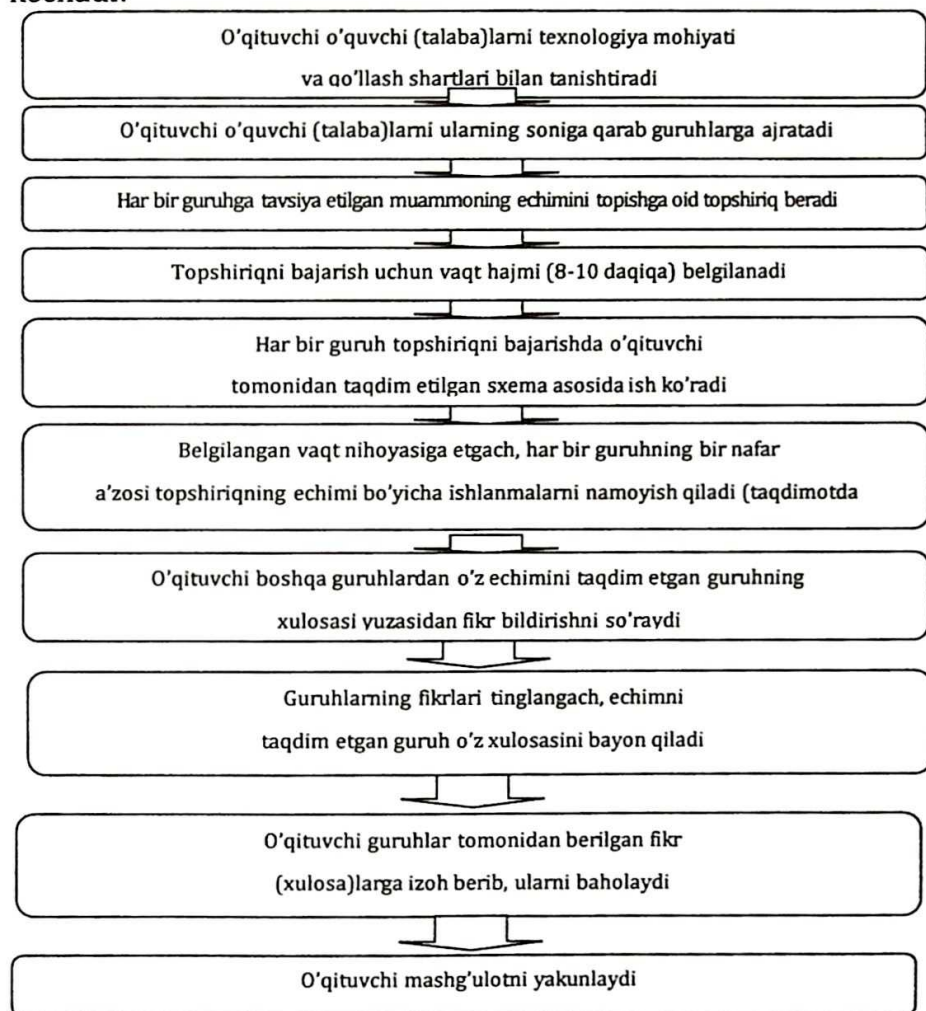 O'qituvchi o'quvchi (talaba)larni texnologiya mohiyati
va qo'llash shartlari bilan tanishtiradi
O'qituvchi o'quvchi (talaba)larni ularning soniga qarab guruhlarga ajratadi
Har bir guruhga tavsiya etilgan muammoning echimini topishga oid topshiriq beradi
Topshiriqni bajarish uchun vaqt hajmi (8-10 daqiqa) belgilanadi
Har bir guruh topshiriqni bajarishda o'qituvchi
tomonidan taqdim etilgan sxema asosida ish ko'radi
Belgilangan vaqt nihoyasiga etgach, har bir guruhning bir nafar
a'zosi topshiriqning echimi bo'yicha ishlanmalarni namoyish qiladi (taqdimotda
O'qituvchi boshqa guruhlardan o'z echimini taqdim etgan guruhning
xulosasi yuzasidan fikr bildirishni so'raydi
Guruhlarning fikrlari tinglangach, echimni
taqdim etgan guruh o'z xulosasini bayon qiladi
O'qituvchi guruhlar tomonidan berilgan fikr
(xulosa)larga izoh berib, ularni baholaydi
O'qituvchi mashg'ulotni yakunlaydi